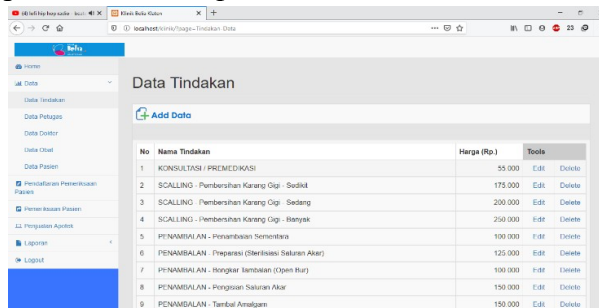 Klinik Belia Klaten
localhost/klinik/?page=Tindakan-Data
23
Home
Data
Data Tindakan
Data Petugas
Data Doktor
Data Obat
Data Pasien
Pendaftaran Pemeriksaan
Pasien
Pemeriksaan Pasien
Penjualan Apotek
Laporan
Logout
Data Tindakan
Add Data
No Nama Tindakan Harga (Rp.) Tools
1 KONSULTASI / PREMEDIKASI 55.000 Edit Delete
2 SCALLING - Pembersihan Karang Gigi - Sedikit 175.000 Edit Delete
3 SCALLING - Pembersihan Karang Gigi - Sedang 200.000 Edit Delete
4 SCALLING - Pembersihan Karang Gigi - Banyak 250.000 Edit Delete
5 PENAMBALAN - Penambalan Sementara 100.000 Edit Delete
6 PENAMBALAN - Preparasi (Sterilisiasi Saluran Akar) 125.000 Edit Delete
7 PENAMBALAN - Bongkar Tambalan (Open Bur) 100.000 Edit Delete
8 PENAMBALAN - Pengisian Saluran Akar 150.000 Edit Delete
9 PENAMBALAN - Tambal Amalgam 150.000 Edit Delete